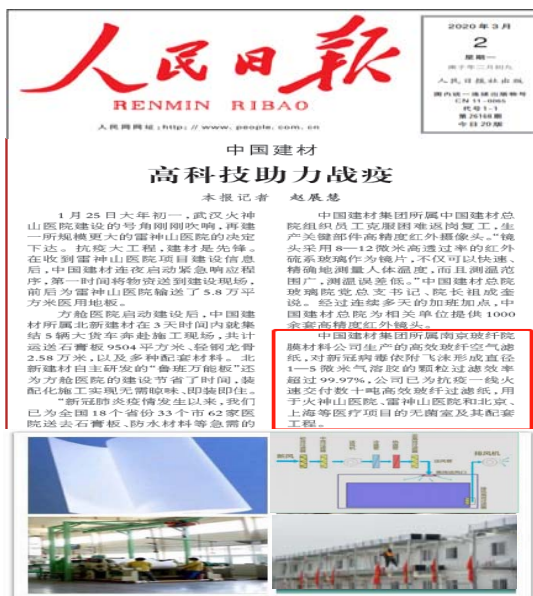 人民日报
RENMIN RIBAO
人民网网址:http://www.people.com.cn
2020年3月
2
星期一
庚子年二月初九
人民日报社出版
国内统一连续出版物号
CN 11-0065
代号1-1
第26168期
今日20版
中国建材
高科技助力战疫
本报记者 赵展慧
1月25日大年初一,武汉火神
山医院建设的号角刚刚吹响,再建
一所规模更大的雷神山医院的决定
下达。抗疫大工程,建材是先锋。
在收到雷神山医院项目建设信息
后,中国建材连夜启动紧急响应程
序,第一时间将物资送到建设现场,
前后为雷神山医院输送了5.8万平
方米医用地板。
方舱医院启动建设后,中国建
材所属北新建材在3天时间内就集
结5辆大货车奔赴施工现场,共计
运送石膏板9504平方米、轻钢龙骨
2.58万米,以及多种配套材料。北
新建材自主研发的“鲁班万能板”还
为方舱医院的建设节省了时间,装
配化施工实现无需晾味、即装即住。
“新冠肺炎疫情发生以来,我们
已为全国18个省份33个市62家医
院送去石膏板、防水材料等急需的
中国建材集团所属中国建材总
院组织员工克服困难返岗复工,生
产关键部件高精度红外摄像头。“镜
头采用8—12微米高透过率的红外
硫系玻璃作为镜片,不仅可以快速、
精确地测量人体温度,而且测温范
围广,测温误差低。”中国建材总院
玻璃院党总支书记、院长祖成奎
说。经过连续多天的加班加点,中
国建材总院为相关单位提供1000
余套高精度红外镜头。
中国建材集团所属南京玻纤院
膜材料公司生产的高效玻纤空气滤
纸,对新冠病毒依附飞沫形成直径
1—5微米气溶胶的颗粒过滤效率
超过99.97%,公司已为抗疫一线火
速交付数十吨高效玻纤过滤纸,用
于火神山医院、雷神山医院和北京、
上海等医疗项目的无菌室及其配套
工程。
新风
排风机